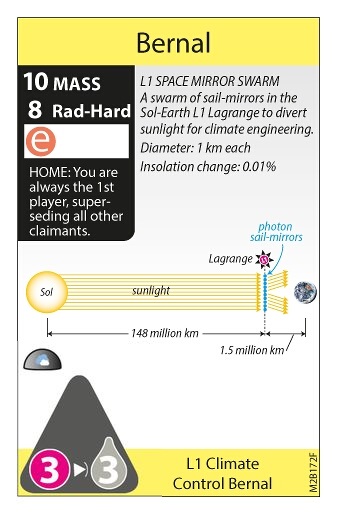 Bernal
10 MASS
8 Rad-Hard
e
HOME: You are
always the 1st
player, super-
seding all other
claimants.
L1 SPACE MIRROR SWARM
A swarm of sail-mirrors in the
Sol-Earth L1 Lagrange to divert
sunlight for climate engineering.
Diameter: 1 km each
Insolation change: 0.01%
photon
sail-mirrors
Lagrange
Sol
sunlight
148 million km
1.5 million km
3 3
L1 Climate
Control Bernal
M2B172F